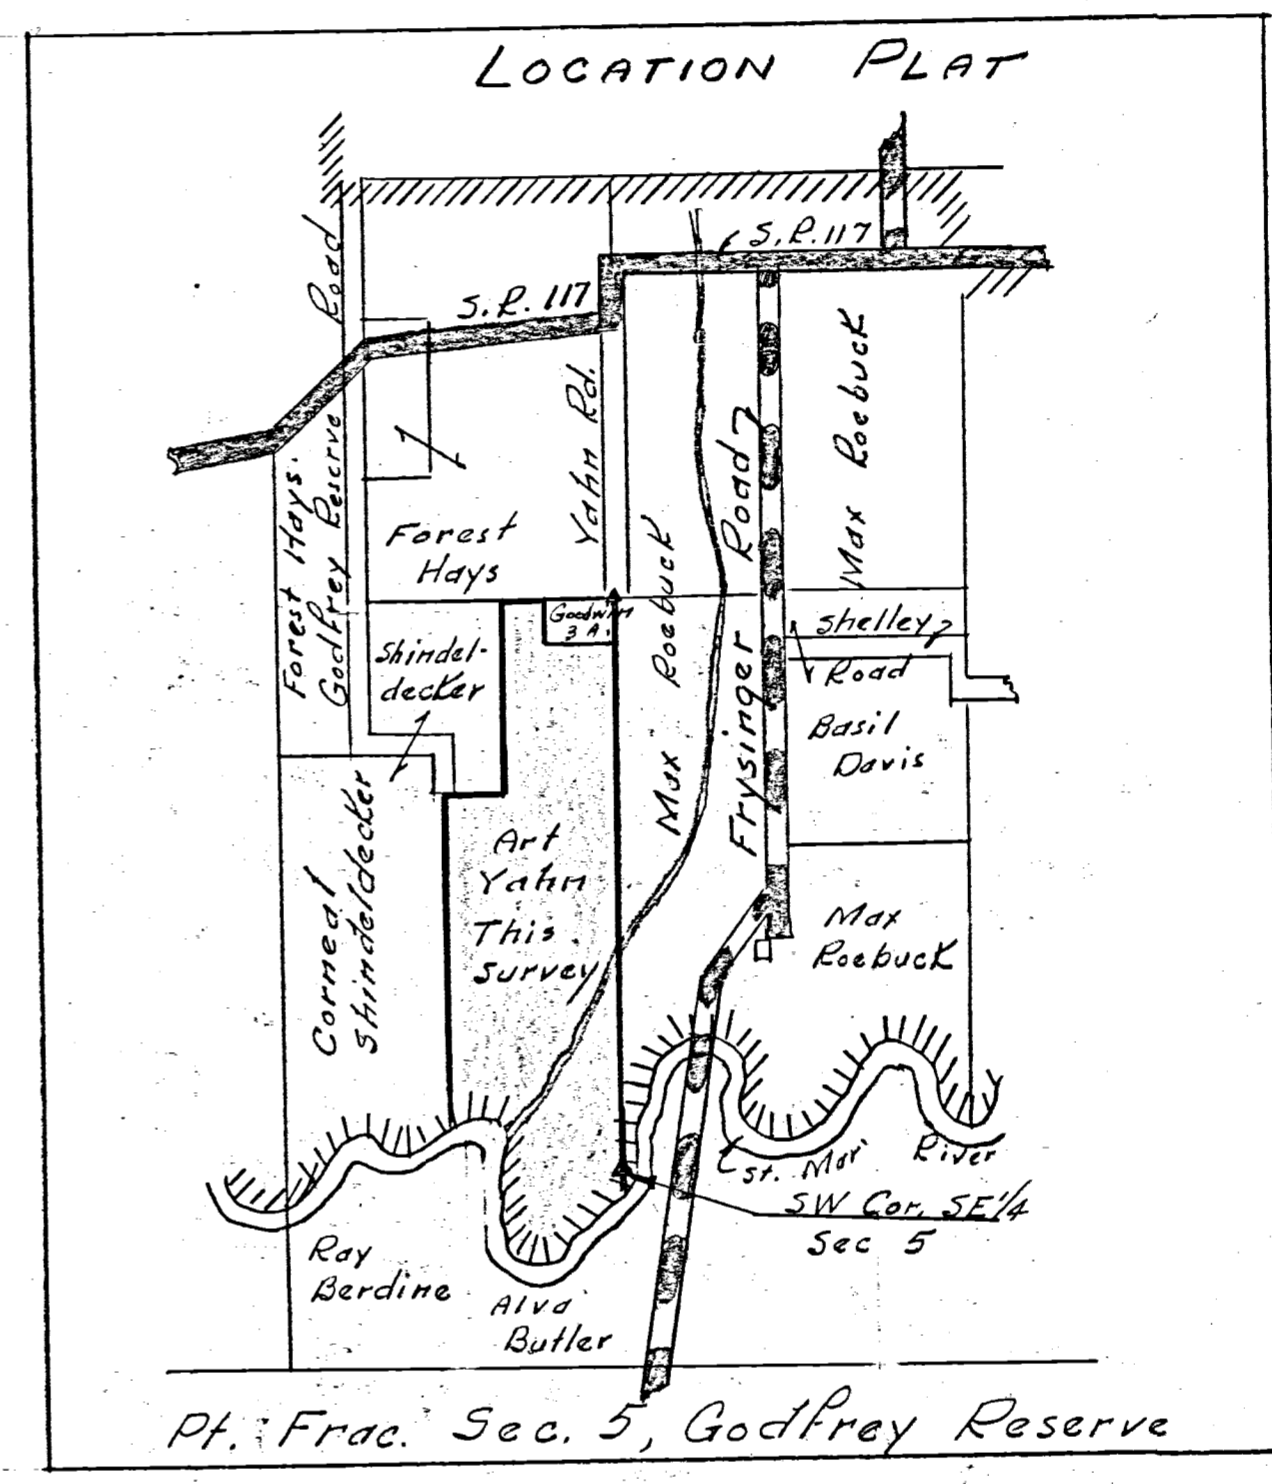 LOCATION PLAT
S.R. 117
S.R. 117
Road
Godfrey Reserve
Forest Hays.
Yahn Rd.
Max Roebuck
Forest
Hays
Road
Frysinger
Max Roebuck
Goodwin
3 A.
Shelley
Road
Shindel-
decker
Basil
Davis
Corneal
Shindeldecker
Art
Yahn
This
Survey
Max
Roebuck
St. Mary
River
SW Cor. SE 1/4
Sec 5
Ray
Berdine
Alva
Butler
Pt. Frac. Sec. 5, Godfrey Reserve